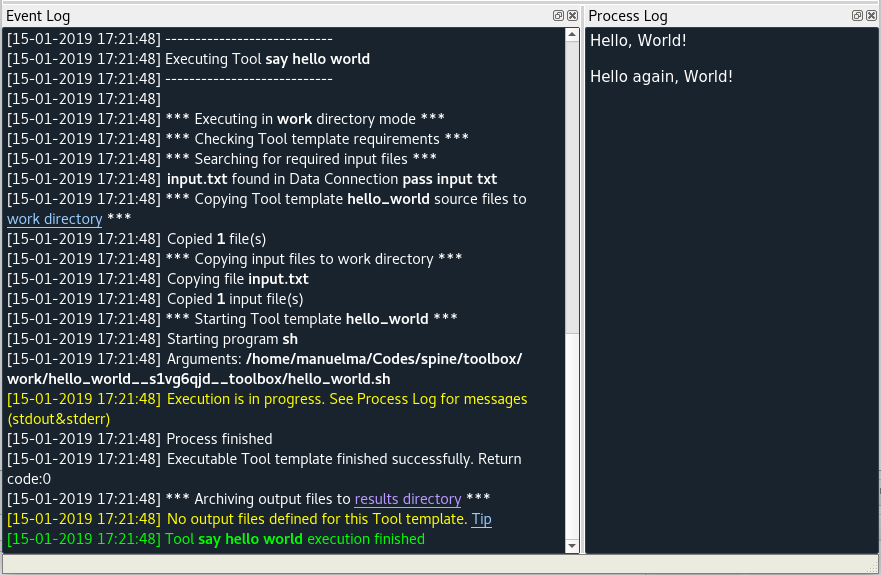 Event Log
[15-01-2019 17:21:48] ----------------------------
[15-01-2019 17:21:48] Executing Tool say hello world
[15-01-2019 17:21:48] ----------------------------
[15-01-2019 17:21:48]
[15-01-2019 17:21:48] *** Executing in work directory mode ***
[15-01-2019 17:21:48] *** Checking Tool template requirements ***
[15-01-2019 17:21:48] *** Searching for required input files ***
[15-01-2019 17:21:48] input.txt found in Data Connection pass input txt
[15-01-2019 17:21:48] *** Copying Tool template hello_world source files to
work directory ***
[15-01-2019 17:21:48] Copied 1 file(s)
[15-01-2019 17:21:48] *** Copying input files to work directory ***
[15-01-2019 17:21:48] Copying file input.txt
[15-01-2019 17:21:48] Copied 1 input file(s)
[15-01-2019 17:21:48] *** Starting Tool template hello_world ***
[15-01-2019 17:21:48] Starting program sh
[15-01-2019 17:21:48] Arguments: /home/manuelma/Codes/spine/toolbox/
work/hello_world__s1vg6qjd__toolbox/hello_world.sh
[15-01-2019 17:21:48] Execution is in progress. See Process Log for messages
(stdout&stderr)
[15-01-2019 17:21:48] Process finished
[15-01-2019 17:21:48] Executable Tool template finished successfully. Return
code:0
[15-01-2019 17:21:48] *** Archiving output files to results directory ***
[15-01-2019 17:21:48] No output files defined for this Tool template. Tip
[15-01-2019 17:21:48] Tool say hello world execution finished
Process Log
Hello, World!
Hello again, World!